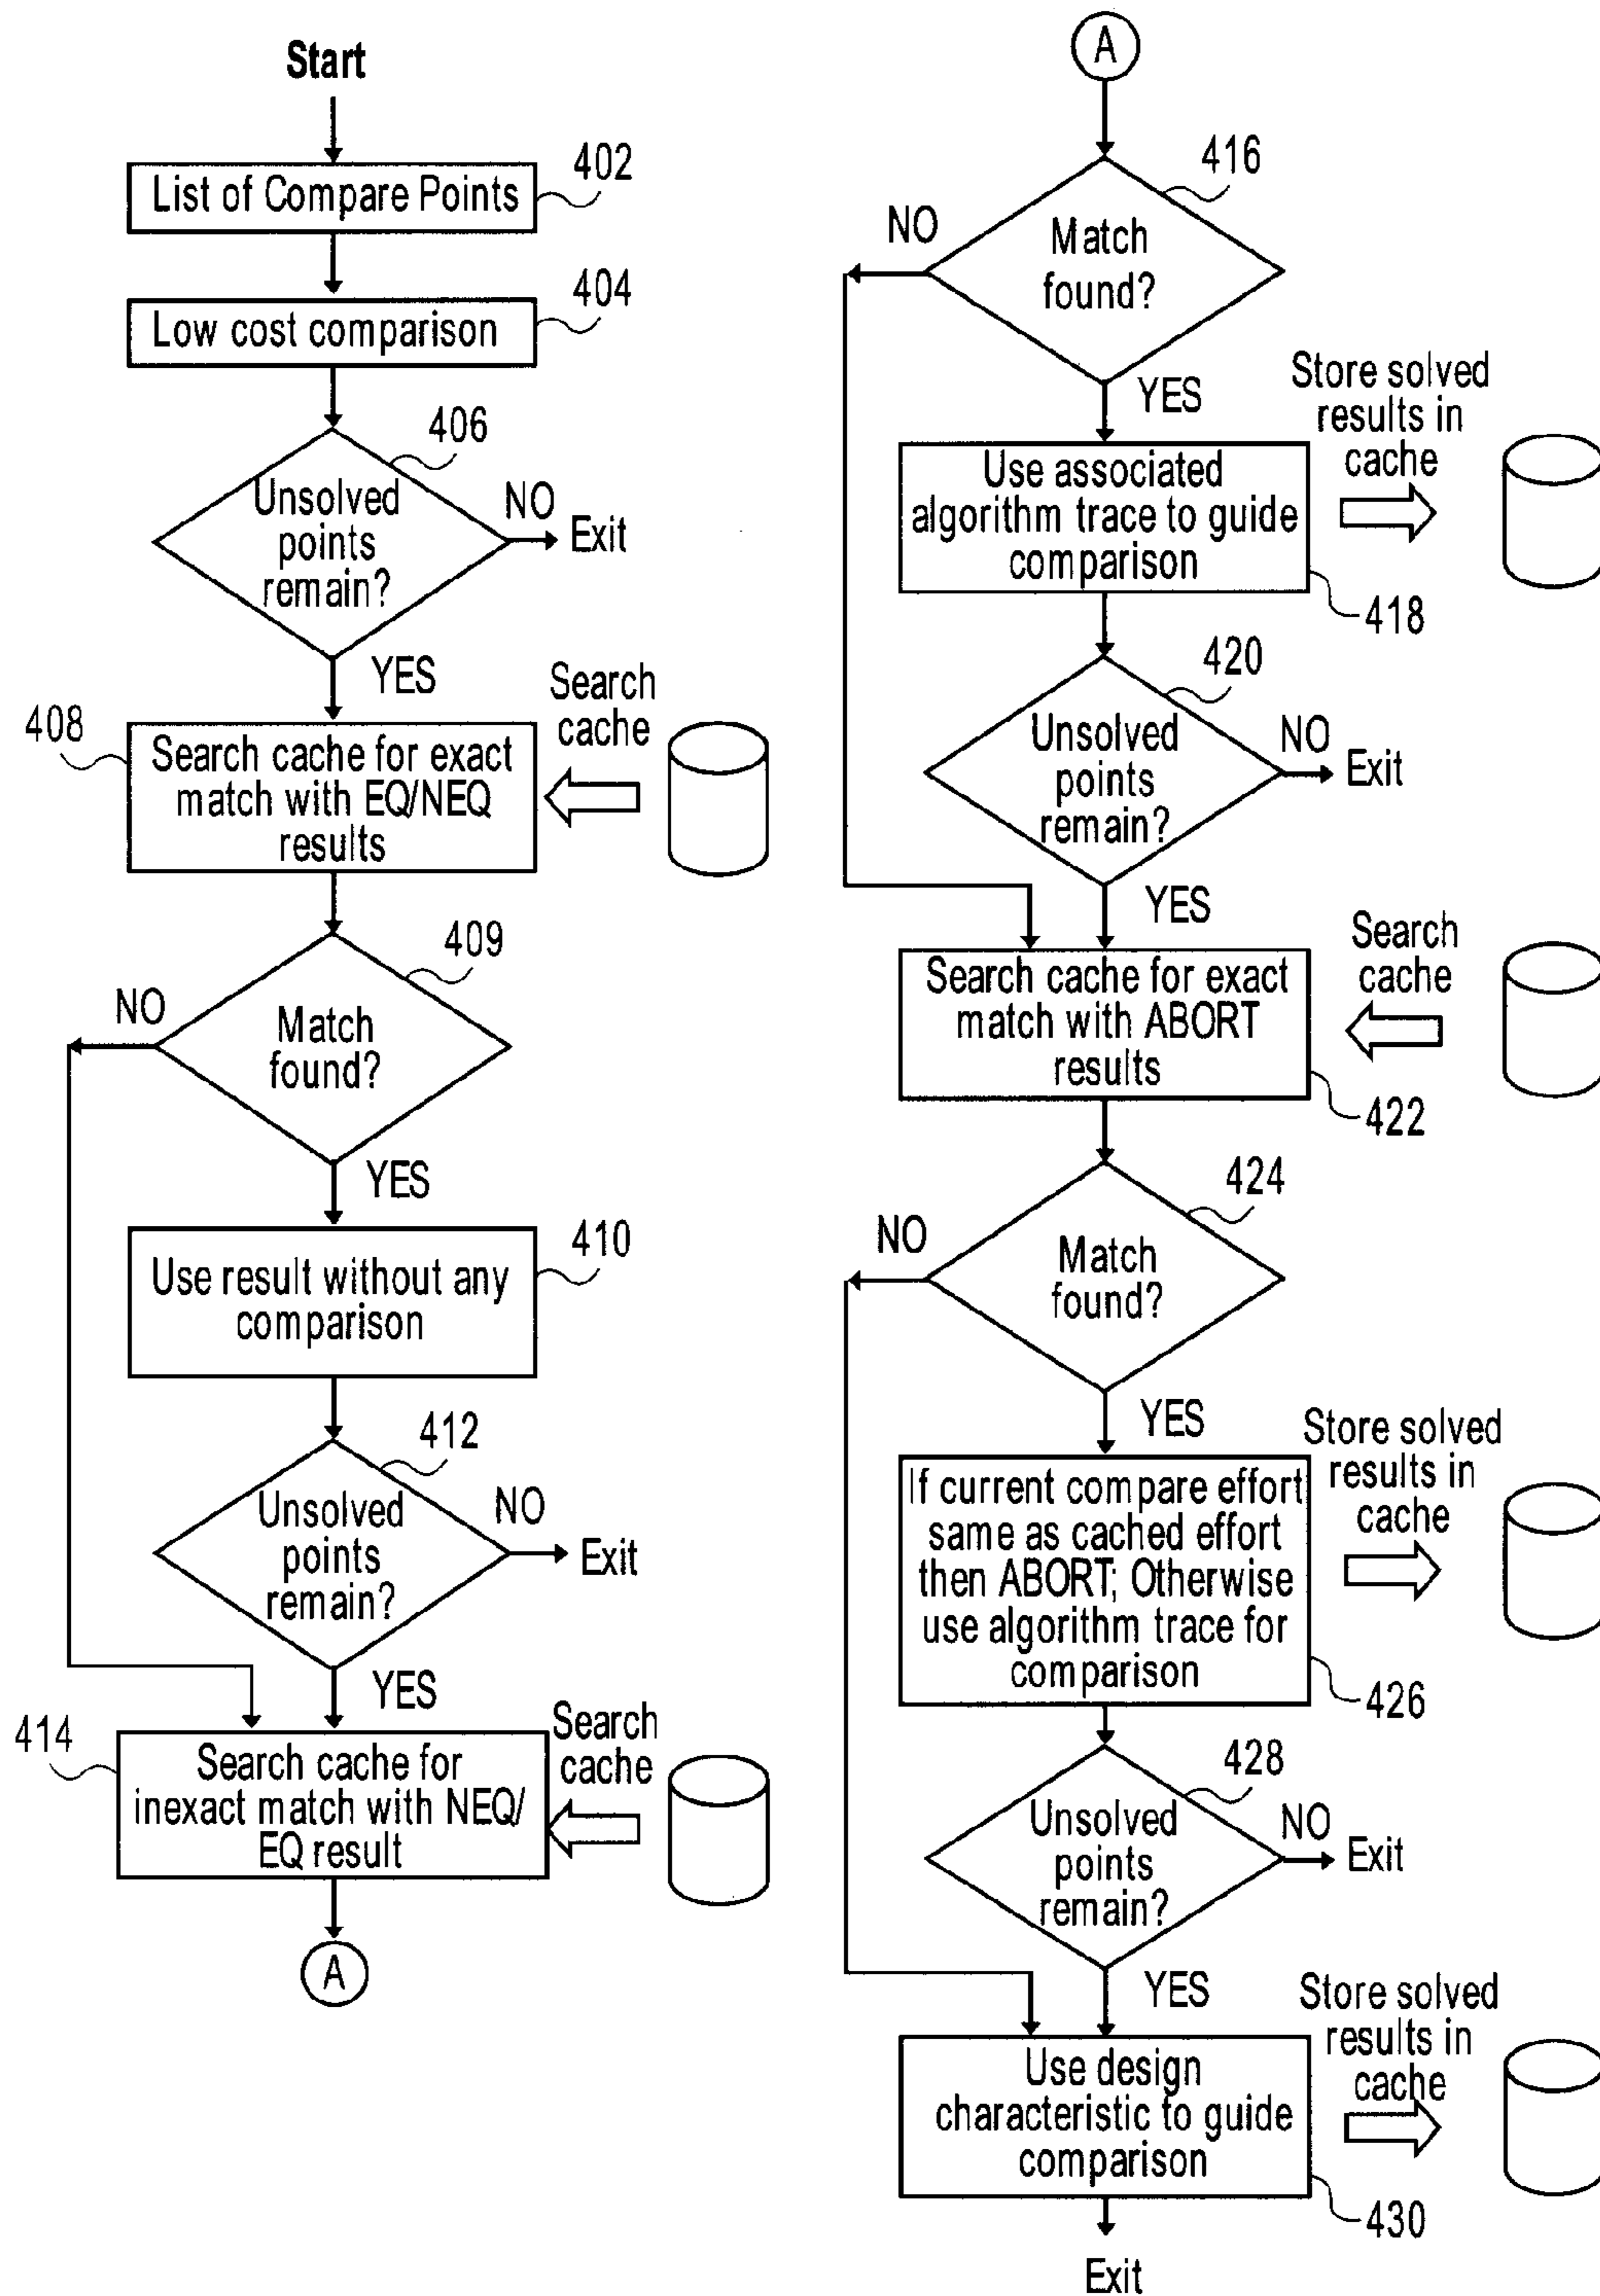 Start
402
List of Compare Points
404
Low cost comparison
406
Unsolved
points
remain?
NO
Exit
YES
408
Search cache for exact
match with EQ/NEQ
results
Search
cache
409
Match
found?
NO
YES
410
Use result without any
comparison
412
Unsolved
points
remain?
NO
Exit
YES
414
Search cache for
inexact match with NEQ/
EQ result
Search
cache
A
A
416
Match
found?
NO
YES
Use associated
algorithm trace to guide
comparison
418
Store solved
results in
cache
420
Unsolved
points
remain?
NO
Exit
YES
Search cache for exact
match with ABORT
results
422
Search
cache
424
Match
found?
NO
YES
If current compare effort
same as cached effort
then ABORT; Otherwise
use algorithm trace for
comparison
426
Store solved
results in
cache
428
Unsolved
points
remain?
NO
Exit
YES
Use design
characteristic to guide
comparison
430
Store solved
results in
cache
Exit